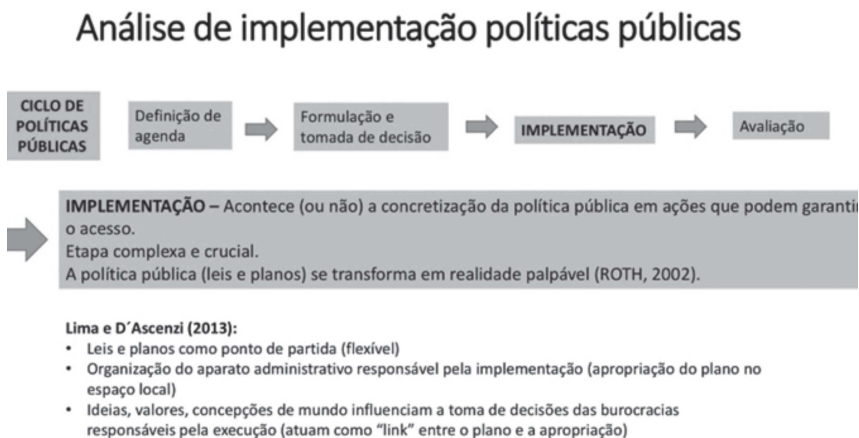 Análise de implementação políticas públicas
CICLO DE
POLÍTICAS
PÚBLICAS
Definição de
agenda
Formulação e
tomada de decisão
IMPLEMENTAÇÃO
Avaliação
IMPLEMENTAÇÃO – Acontece (ou não) a concretização da política pública em ações que podem garantir
o acesso.
Etapa complexa e crucial.
A política pública (leis e planos) se transforma em realidade palpável (ROTH, 2002).
Lima e D´Ascenzi (2013):
• Leis e planos como ponto de partida (flexível)
• Organização do aparato administrativo responsável pela implementação (apropriação do plano no
espaço local)
• Ideias, valores, concepções de mundo influenciam a toma de decisões das burocracias
responsáveis pela execução (atuam como “link” entre o plano e a apropriação)